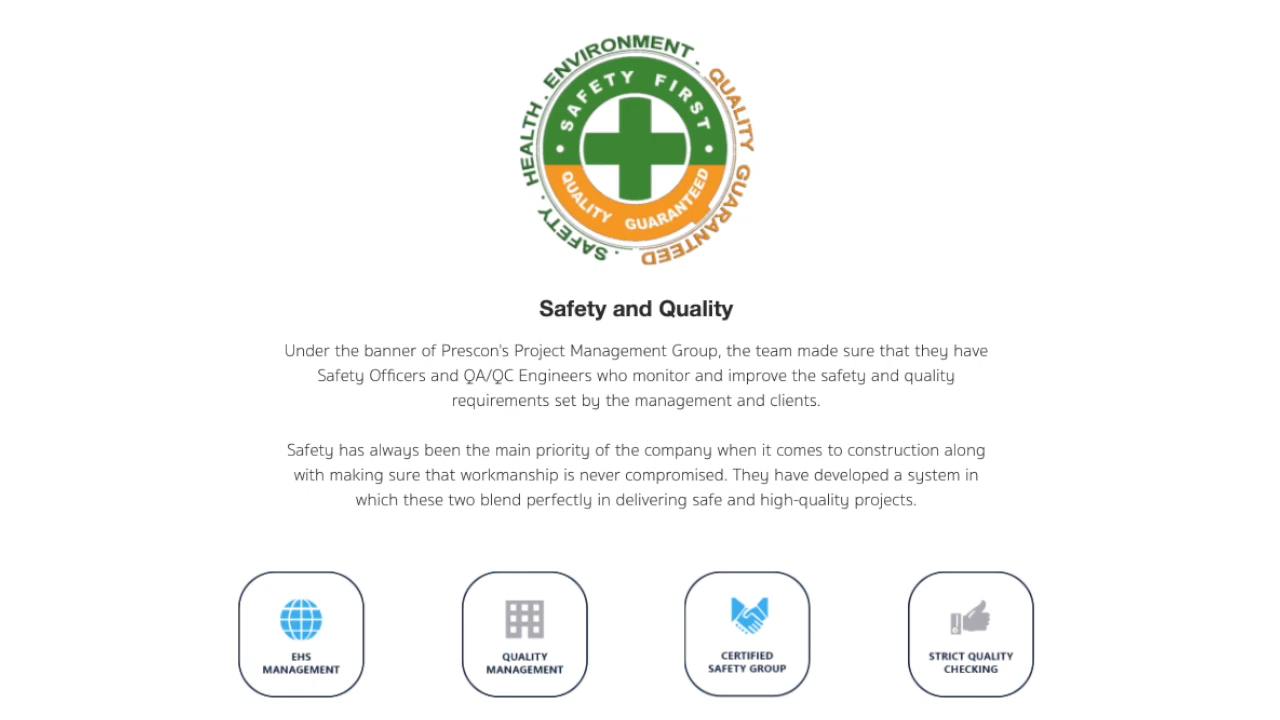 HEALTH . ENVIRONMENT .
QUALITY GUARANTEED
SAFETY .
SAFETY FIRST
QUALITY GUARANTEED
Safety and Quality
Under the banner of Prescon's Project Management Group, the team made sure that they have
Safety Officers and QA/QC Engineers who monitor and improve the safety and quality
requirements set by the management and clients.
Safety has always been the main priority of the company when it comes to construction along
with making sure that workmanship is never compromised. They have developed a system in
which these two blend perfectly in delivering safe and high-quality projects.
EHS
MANAGEMENT
QUALITY
MANAGEMENT
CERTIFIED
SAFETY GROUP
STRICT QUALITY
CHECKING